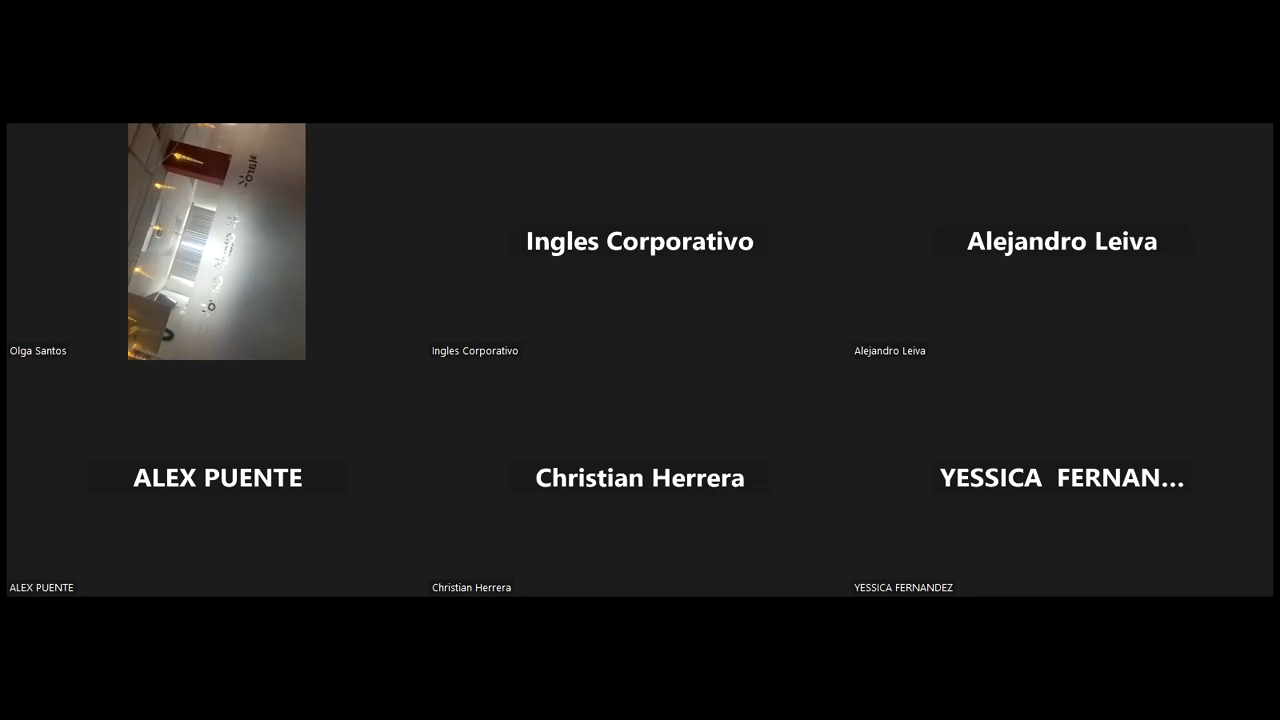 Olga Santos
Ingles Corporativo
Ingles Corporativo
Alejandro Leiva
Alejandro Leiva
ALEX PUENTE
ALEX PUENTE
Christian Herrera
Christian Herrera
YESSICA FERNAN...
YESSICA FERNANDEZ